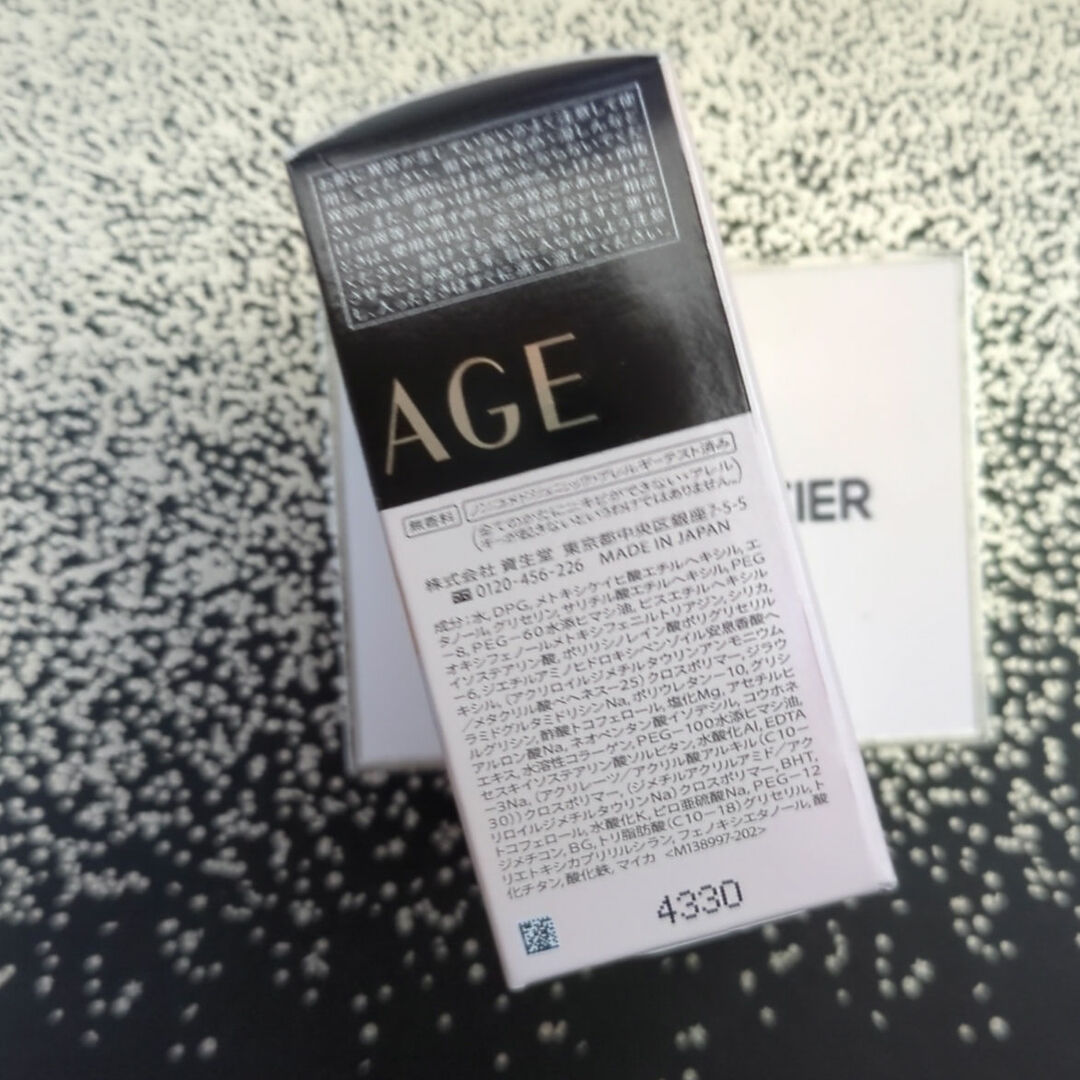 AGE
無香料
ノンコメドジェニックテスト・アレルギーテスト済み
(全てのかたにニキビができない・アレル
ギーが起きないというわけではありません。)
株式会社 資生堂 東京都中央区銀座7-5-5
0120-456-226 MADE IN JAPAN
成分:水, DPG, メトキシケイヒ酸エチルヘキシル, エ
タノール, グリセリン, サリチル酸エチルヘキシル, PEG
-8, PEG-60水添ヒマシ油, ビスエチルヘキシル
オキシフェノールメトキシフェニルトリアジン, シリカ,
イソステアリン酸, ポリリシノレイン酸ポリグリセリル
-6, ジエチルアミノヒドロキシベンゾイル安息香酸ヘ
キシル, (アクリロイルジメチルタウリンアンモニウム
/メタクリル酸ベヘネス-25)クロスポリマー, ジラウ
ラミドグルタミドリシンNa, ポリウレタン-10, グリシ
ルグリシン, 酢酸トコフェロール, 塩化Mg, アセチルヒ
アルロン酸Na, ネオペンタン酸イソデシル, コウホネ
エキス, 水溶性コラーゲン, PEG-100水添ヒマシ油,
セスキイソステアリン酸ソルビタン, 水酸化Al, EDTA
-3Na, (アクリレーツ/アクリル酸アルキル(C10-
30))クロスポリマー, (ジメチルアクリルアミド/アク
リロイルジメチルタウリンNa)クロスポリマー, BHT,
トコフェロール, 水酸化K, ピロ亜硫酸Na, PEG-12
ジメチコン, BG, トリ脂肪酸(C10-18)グリセリル, ト
リエトキシカプリリルシラン, フェノキシエタノール, 酸
化チタン, 酸化鉄, マイカ <M138997-202>
4330
TIER